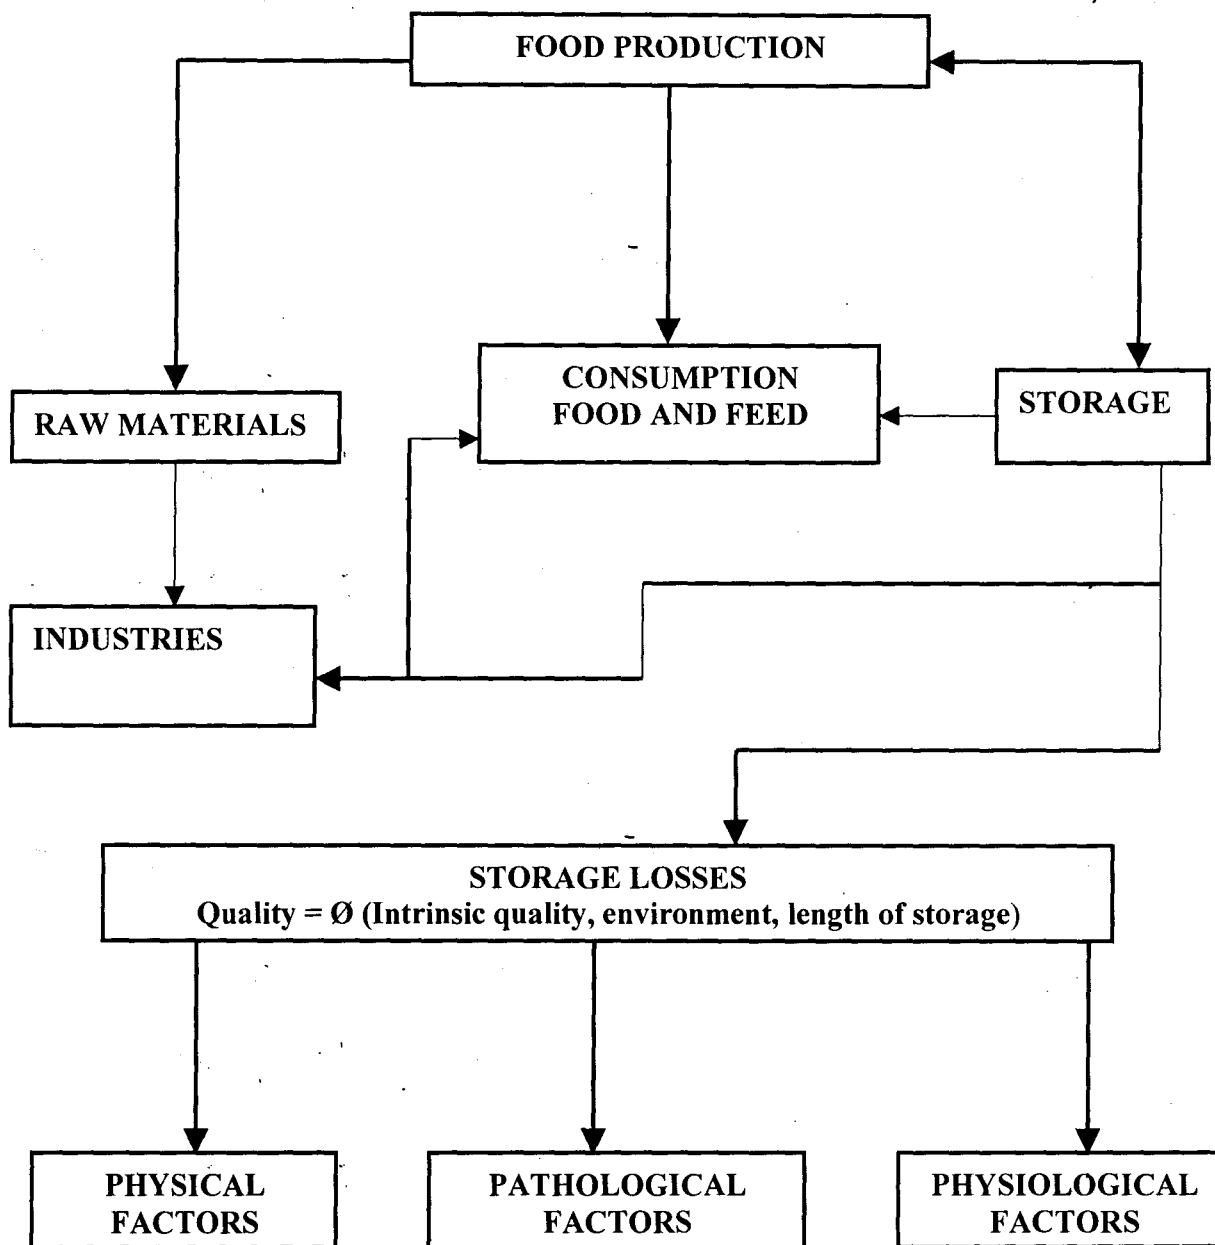 FOOD PRODUCTION
CONSUMPTION
FOOD AND FEED
STORAGE
RAW MATERIALS
INDUSTRIES
STORAGE LOSSES
Quality = Ø (Intrinsic quality, environment, length of storage)
PHYSICAL
FACTORS
PATHOLOGICAL
FACTORS
PHYSIOLOGICAL
FACTORS